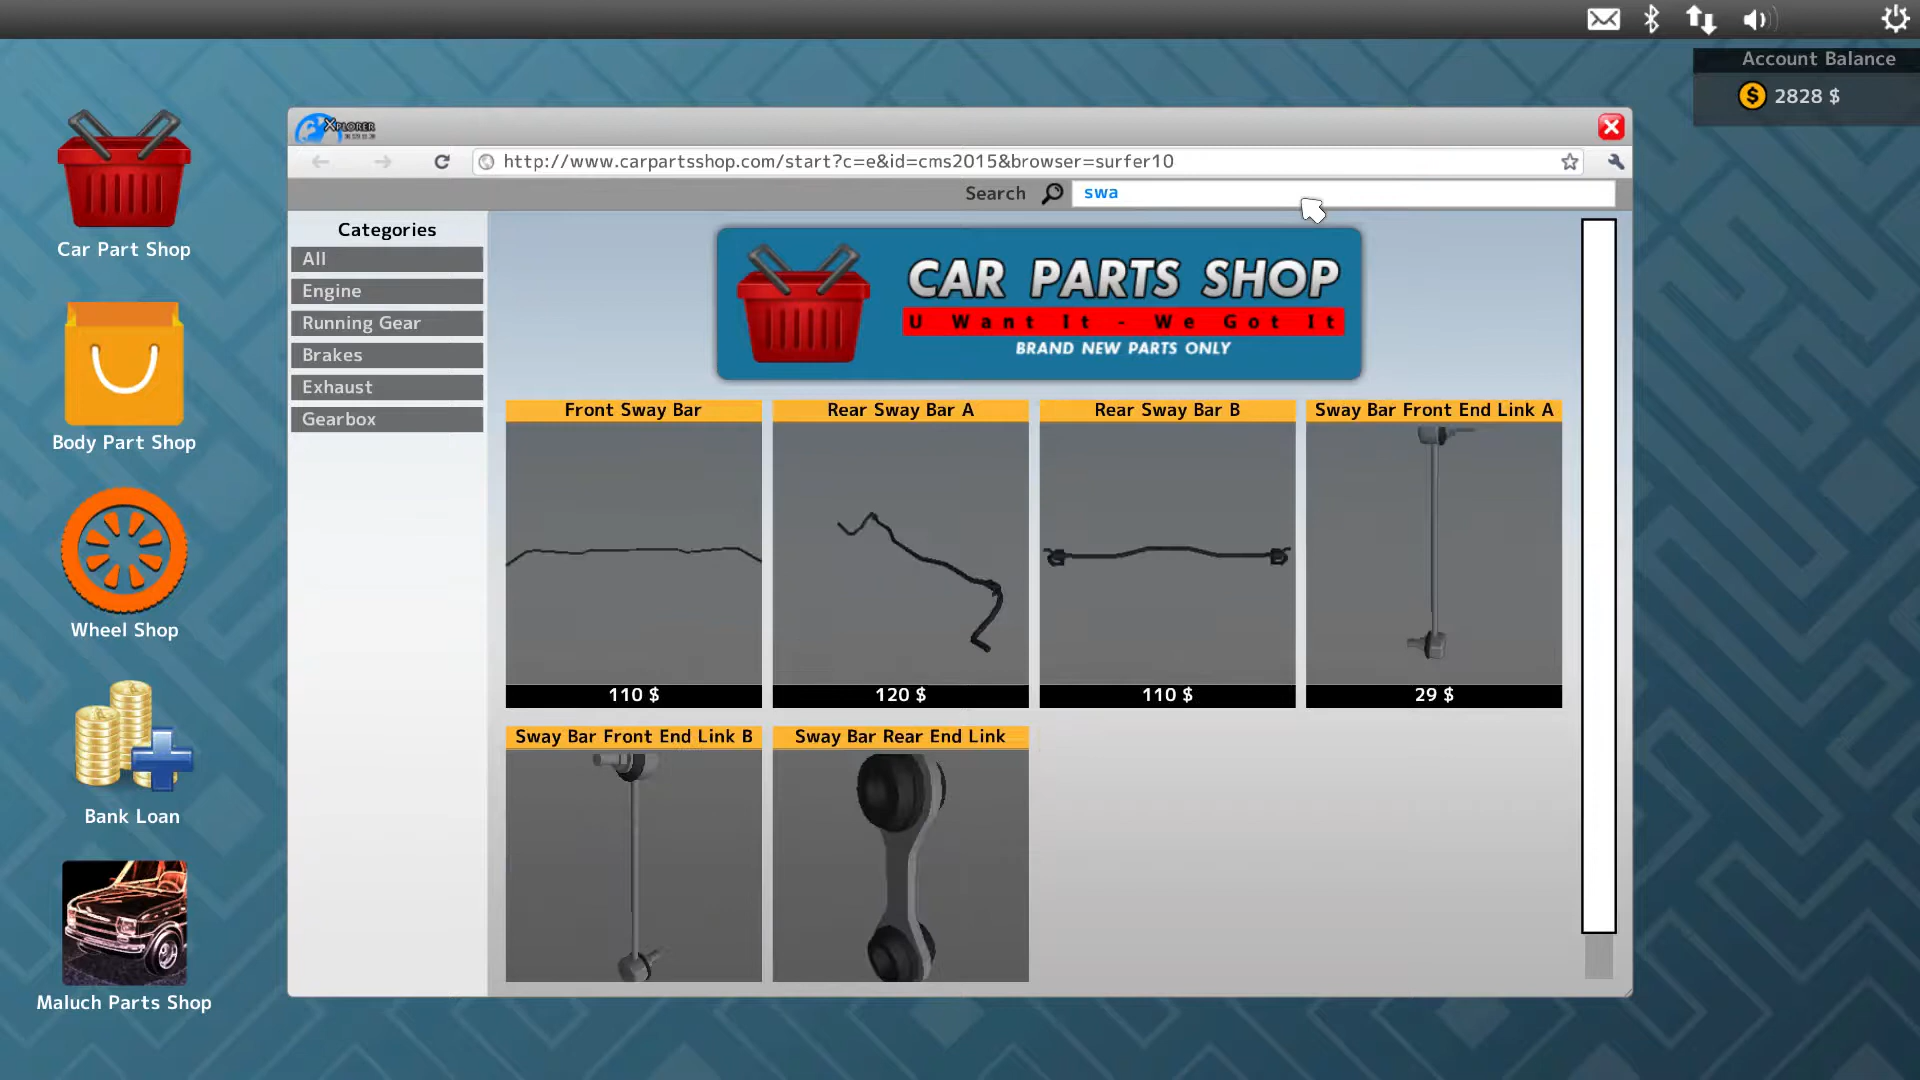 Account Balance
2828 $
XPLORER
http://www.carpartsshop.com/start?c=e&id=cms2015&browser=surfer10
Search
swa
Car Part Shop
Body Part Shop
Wheel Shop
Bank Loan
Maluch Parts Shop
Categories
All
Engine
Running Gear
Brakes
Exhaust
Gearbox
CAR PARTS SHOP
U Want It - We Got It
BRAND NEW PARTS ONLY
Front Sway Bar
110 $
Rear Sway Bar A
120 $
Rear Sway Bar B
110 $
Sway Bar Front End Link A
29 $
Sway Bar Front End Link B
Sway Bar Rear End Link